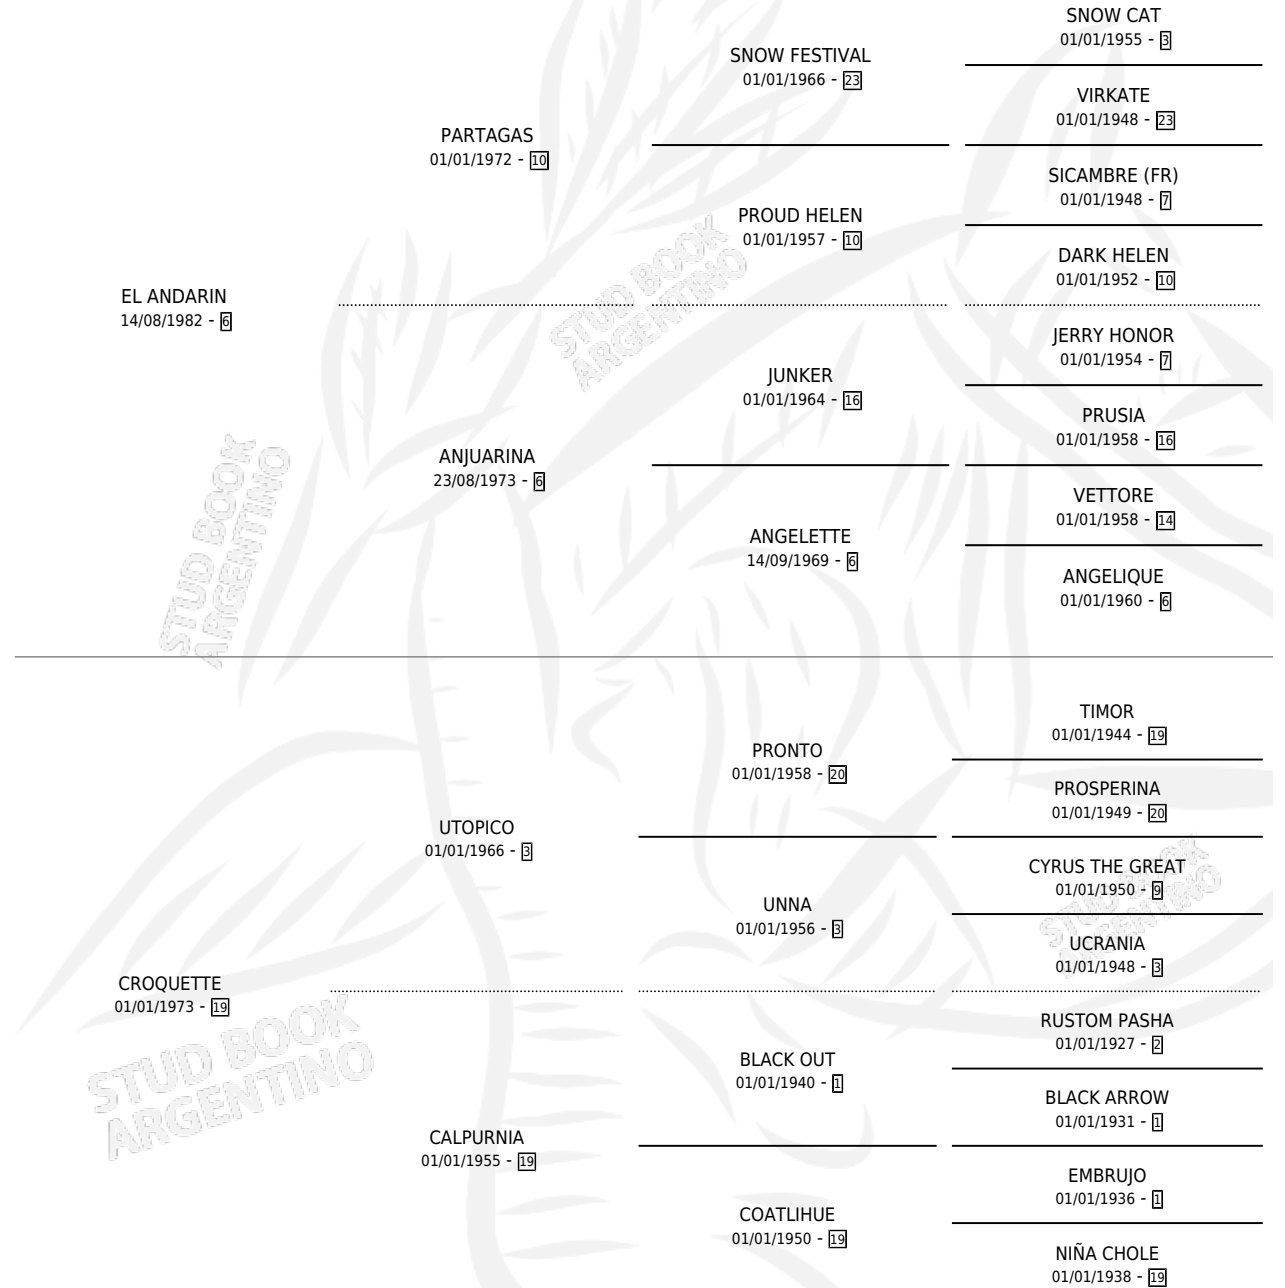 SNOW CAT
01/01/1955 - 3
SNOW FESTIVAL
01/01/1966 - 23
VIRKATE
01/01/1948 - 23
PARTAGAS
01/01/1972 - 10
SICAMBRE (FR)
01/01/1948 - 7
PROUD HELEN
01/01/1957 - 10
DARK HELEN
01/01/1952 - 10
EL ANDARIN
14/08/1982 - 6
STUD BOOK
ARGENTINO
JERRY HONOR
01/01/1954 - 7
JUNKER
01/01/1964 - 16
PRUSIA
01/01/1958 - 16
ANJUARINA
23/08/1973 - 6
VETTORE
01/01/1958 - 14
ANGELETTE
14/09/1969 - 6
ANGELIQUE
01/01/1960 - 6
STUD BOOK
ARGENTINO
TIMOR
01/01/1944 - 19
PRONTO
01/01/1958 - 20
PROSPERINA
01/01/1949 - 20
UTOPICO
01/01/1966 - 3
CYRUS THE GREAT
01/01/1950 - 9
UNNA
01/01/1956 - 3
STUD BOOK
ARGENTINO
UCRANIA
01/01/1948 - 3
CROQUETTE
01/01/1973 - 19
STUD BOOK
ARGENTINO
RUSTOM PASHA
01/01/1927 - 2
BLACK OUT
01/01/1940 - 1
BLACK ARROW
01/01/1931 - 1
CALPURNIA
01/01/1955 - 19
EMBRUJO
01/01/1936 - 1
COATLIHUE
01/01/1950 - 19
NIÑA CHOLE
01/01/1938 - 19